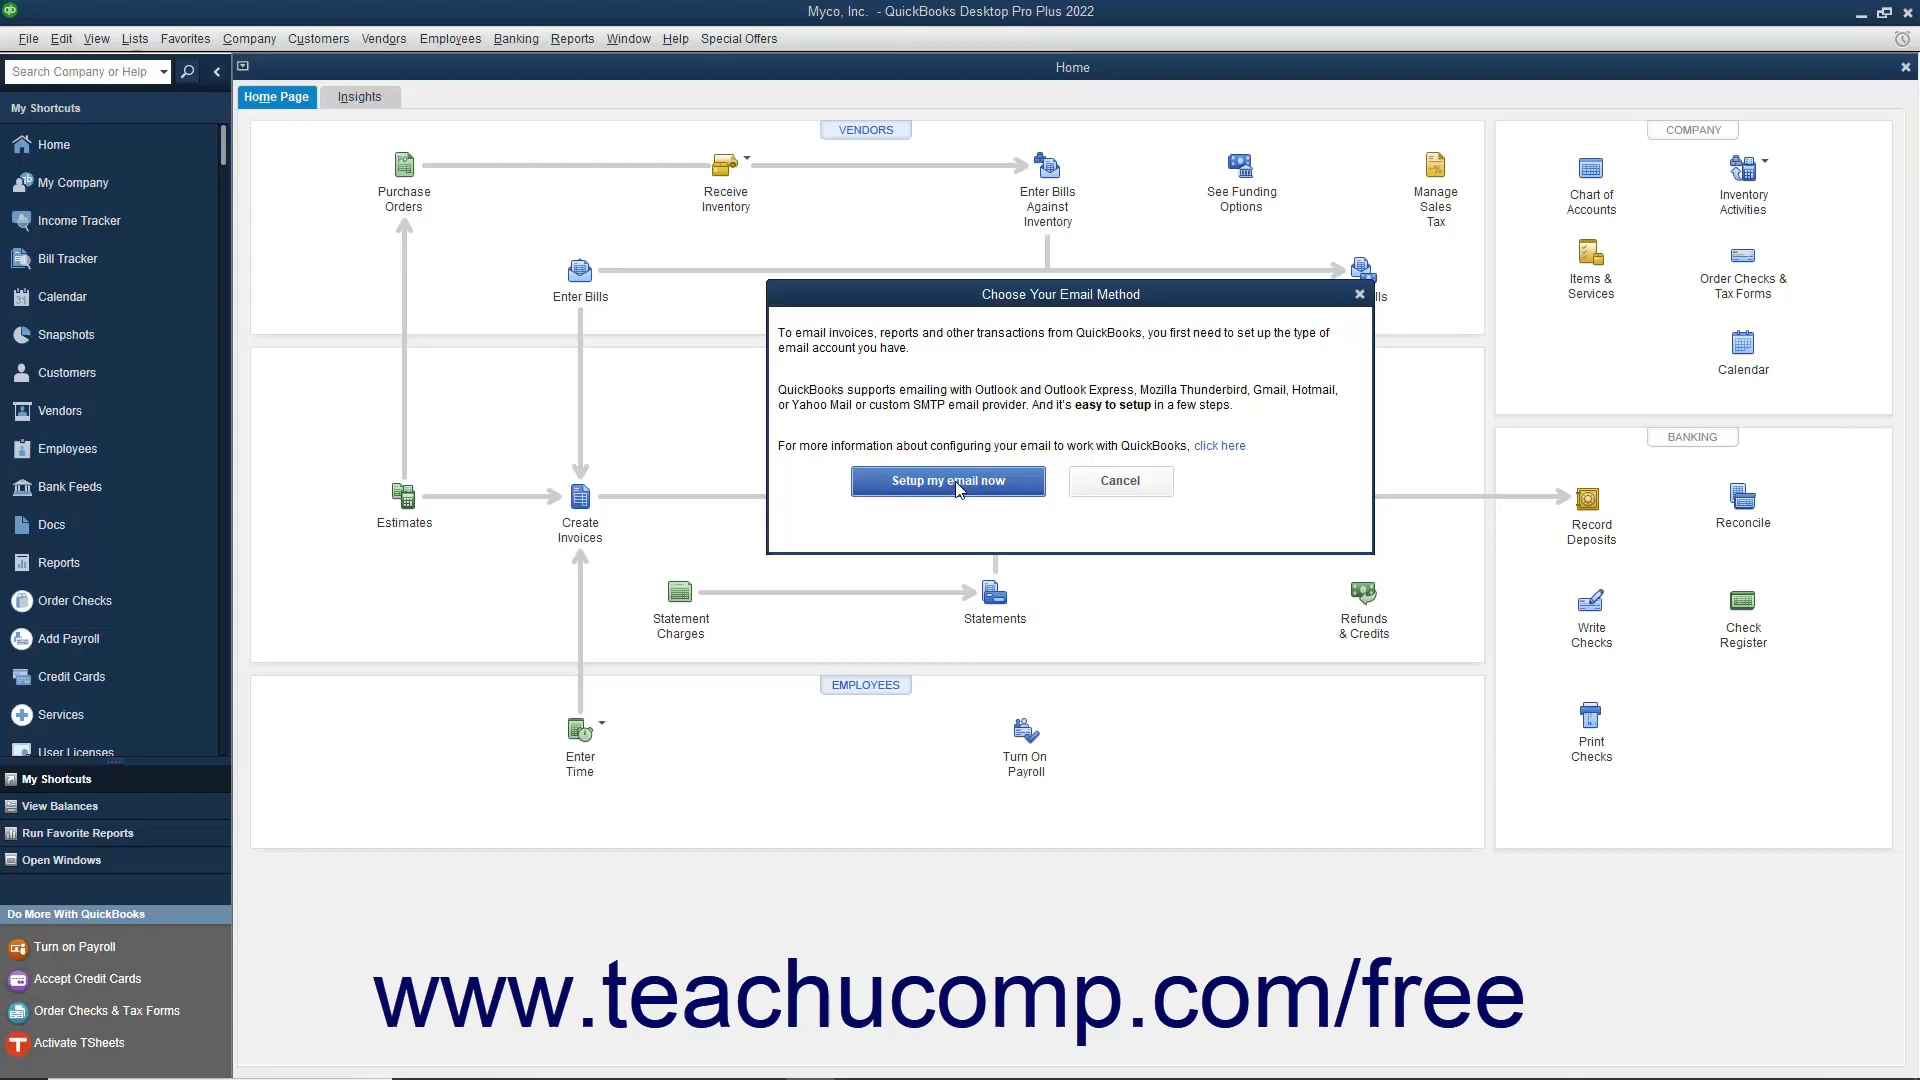 Myco, Inc. - QuickBooks Desktop Pro Plus 2022
File Edit View Lists Favorites Company Customers Vendors Employees Banking Reports Window Help Special Offers
Search Company or Help
Home
Home Page Insights
My Shortcuts
Home
My Company
Income Tracker
Bill Tracker
Calendar
Snapshots
Customers
Vendors
Employees
Bank Feeds
Docs
Reports
Order Checks
Add Payroll
Credit Cards
Services
User Licenses
My Shortcuts
View Balances
Run Favorite Reports
Open Windows
Do More With QuickBooks
Turn on Payroll
Accept Credit Cards
Order Checks & Tax Forms
Activate TSheets
VENDORS
Purchase
Orders
Receive
Inventory
Enter Bills
Against
Inventory
See Funding
Options
Manage
Sales
Tax
Enter Bills
Choose Your Email Method
To email invoices, reports and other transactions from QuickBooks, you first need to set up the type of
email account you have.
QuickBooks supports emailing with Outlook and Outlook Express, Mozilla Thunderbird, Gmail, Hotmail,
or Yahoo Mail or custom SMTP email provider. And it's easy to setup in a few steps.
For more information about configuring your email to work with QuickBooks, click here
Setup my email now
Cancel
Estimates
Create
Invoices
Statement
Charges
Statements
Refunds
& Credits
EMPLOYEES
Enter
Time
Turn On
Payroll
COMPANY
Chart of
Accounts
Inventory
Activities
Items &
Services
Order Checks &
Tax Forms
Calendar
BANKING
Record
Deposits
Reconcile
Write
Checks
Check
Register
Print
Checks
www.teachucomp.com/free